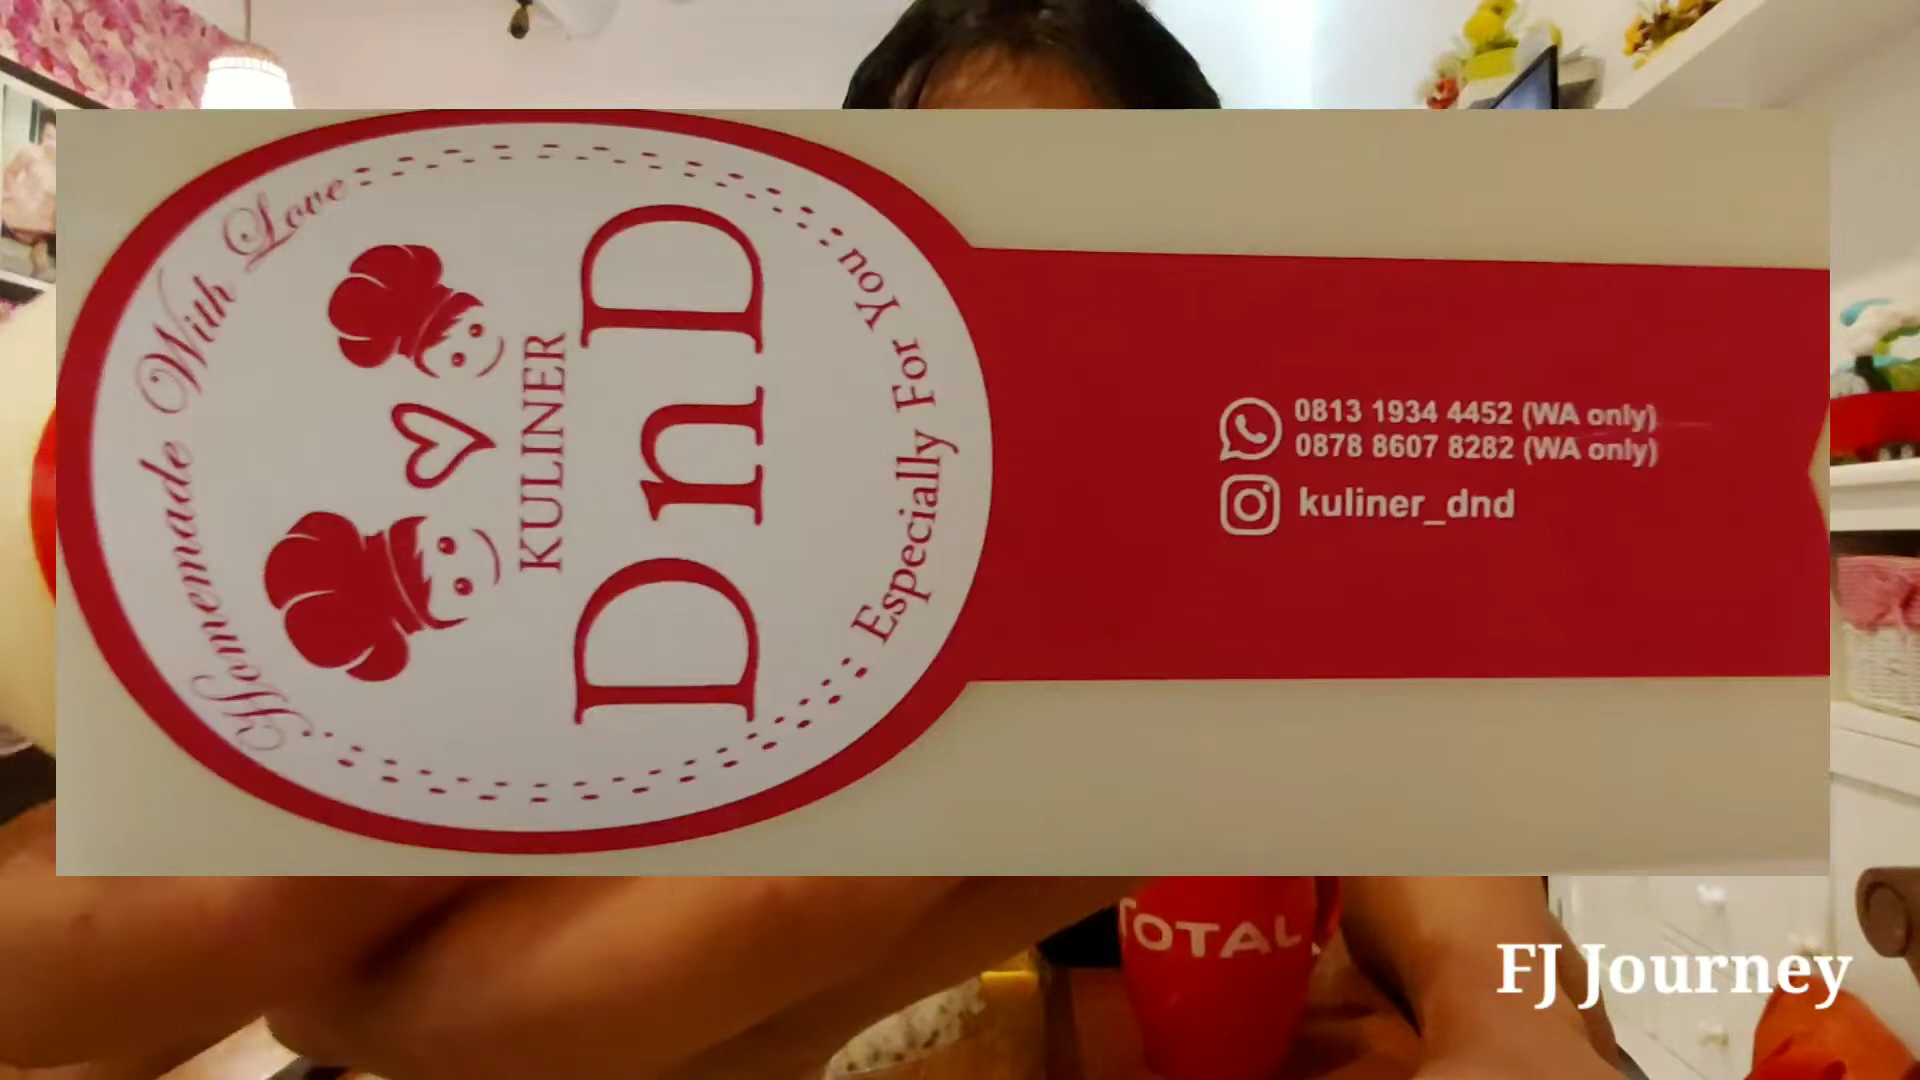 Homemade With Love
KULINER
DnD
Especially For You
0813 1934 4452 (WA only)
0878 8607 8282 (WA only)
kuliner_dnd
TOTAL
FJ Journey